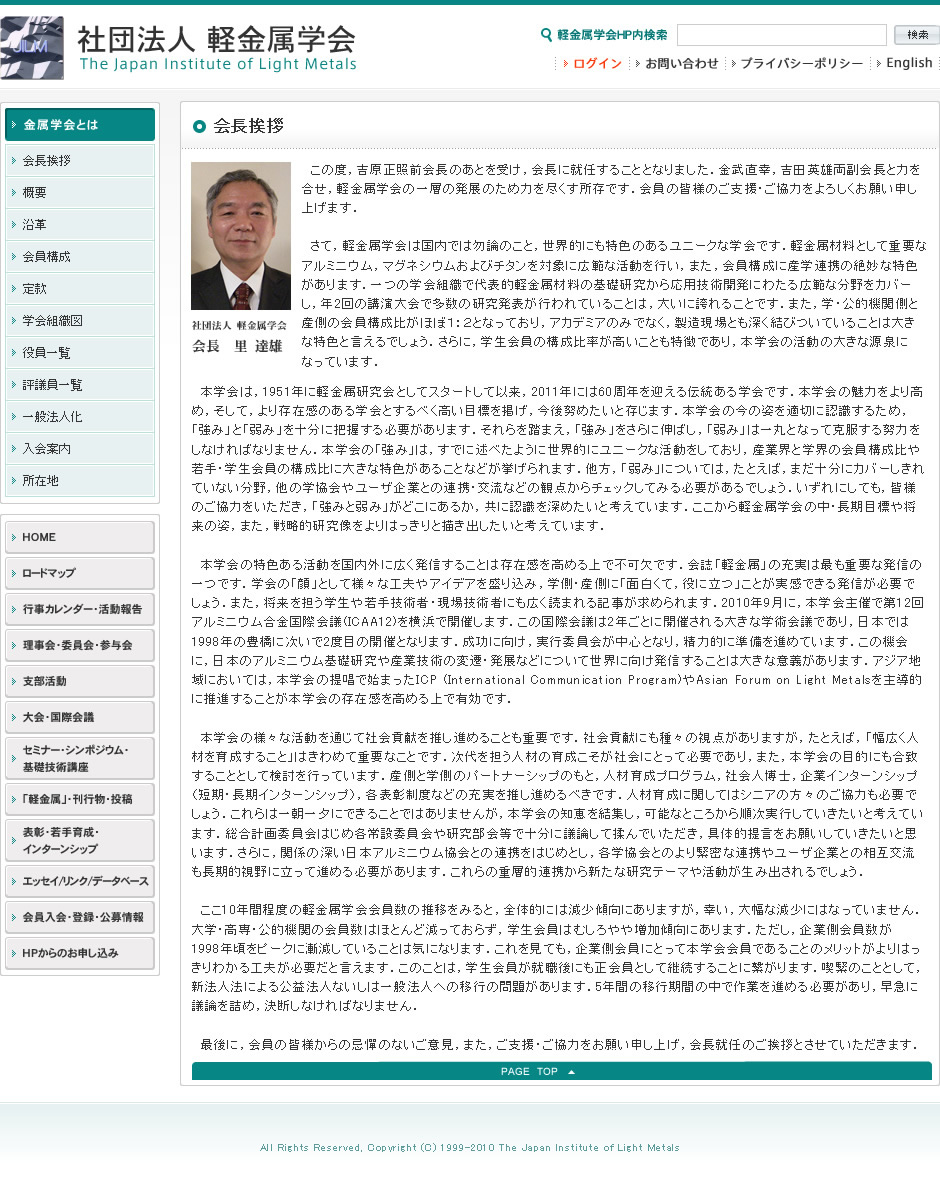 JILM
社団法人 軽金属学会
The Japan Institute of Light Metals
軽金属学会HP内検索
検索
ログイン
お問い合わせ
プライバシーポリシー
English
金属学会とは
会長挨拶
概要
沿革
会員構成
定款
学会組織図
役員一覧
評議員一覧
一般法人化
入会案内
所在地
HOME
ロードマップ
行事カレンダー・活動報告
理事会・委員会・参与会
支部活動
大会・国際会議
セミナー・シンポジウム・
基礎技術講座
「軽金属」・刊行物・投稿
表彰・若手育成・
インターンシップ
エッセイ/リンク/データベース
会員入会・登録・公募情報
HPからのお申し込み
会長挨拶
社団法人 軽金属学会
会長 里 達雄
この度，吉原正照前会長のあとを受け，会長に就任することとなりました．金武直幸，吉田英雄両副会長と力を
合せ，軽金属学会の一層の発展のため力を尽くす所存です．会員の皆様のご支援・ご協力をよろしくお願い申し
上げます．
さて，軽金属学会は国内では勿論のこと，世界的にも特色のあるユニークな学会です．軽金属材料として重要な
アルミニウム，マグネシウムおよびチタンを対象に広範な活動を行い，また，会員構成に産学連携の絶妙な特色
があります．一つの学会組織で代表的軽金属材料の基礎研究から応用技術開発にわたる広範な分野をカバー
し，年2回の講演大会で多数の研究発表が行われていることは，大いに誇れることです．また，学・公的機関側と
産側の会員構成比がほぼ1：2となっており，アカデミアのみでなく，製造現場とも深く結びついていることは大き
な特色と言えるでしょう．さらに，学生会員の構成比率が高いことも特徴であり，本学会の活動の大きな源泉に
なっています．
本学会は，1951年に軽金属研究会としてスタートして以来，2011年には60周年を迎える伝統ある学会です．本学会の魅力をより高
め，そして，より存在感のある学会とするべく高い目標を掲げ，今後努めたいと存じます．本学会の今の姿を適切に認識するため，
「強み」と「弱み」を十分に把握する必要があります．それらを踏まえ，「強み」をさらに伸ばし，「弱み」は一丸となって克服する努力を
しなければなりません．本学会の「強み」は，すでに述べたように世界的にユニークな活動をしており，産業界と学界の会員構成比や
若手・学生会員の構成比に大きな特色があることなどが挙げられます．他方，「弱み」については，たとえば，まだ十分にカバーしきれ
ていない分野，他の学協会やユーザ企業との連携・交流などの観点からチェックしてみる必要があるでしょう．いずれにしても，皆様
のご協力をいただき，「強みと弱み」がどこにあるか，共に認識を深めたいと考えています．ここから軽金属学会の中・長期目標や将
来の姿，また，戦略的研究像をよりはっきりと描き出したいと考えています．
本学会の特色ある活動を国内外に広く発信することは存在感を高める上で不可欠です．会誌「軽金属」の充実は最も重要な発信の
一つです．学会の「顔」として様々な工夫やアイデアを盛り込み，学側・産側に「面白くて，役に立つ」ことが実感できる発信が必要で
しょう．また，将来を担う学生や若手技術者・現場技術者にも広く読まれる記事が求められます．2010年9月に，本学会主催で第12回
アルミニウム合金国際会議(ICAA12)を横浜で開催します．この国際会議は2年ごとに開催される大きな学術会議であり，日本では
1998年の豊橋に次いで2度目の開催となります．成功に向け，実行委員会が中心となり，精力的に準備を進めています．この機会
に，日本のアルミニウム基礎研究や産業技術の変遷・発展などについて世界に向け発信することは大きな意義があります．アジア地
域においては，本学会の提唱で始まったICP (International Communication Program)やAsian Forum on Light Metalsを主導的
に推進することが本学会の存在感を高める上で有効です．
本学会の様々な活動を通じて社会貢献を推し進めることも重要です．社会貢献にも種々の視点がありますが，たとえば，「幅広く人
材を育成すること」はきわめて重要なことです．次代を担う人材の育成こそが社会にとって必要であり，また，本学会の目的にも合致
することとして検討を行っています．産側と学側のパートナーシップのもと，人材育成プログラム，社会人博士，企業インターンシップ
（短期・長期インターンシップ），各表彰制度などの充実を推し進めるべきです．人材育成に関してはシニアの方々のご協力も必要で
しょう．これらは一朝一夕にできることではありませんが，本学会の知恵を結集し，可能なところから順次実行していきたいと考えてい
ます．総合計画委員会はじめ各常設委員会や研究部会等で十分に議論して揉んでいただき，具体的提言をお願いしていきたいと思
います．さらに，関係の深い日本アルミニウム協会との連携をはじめとし，各学協会とのより緊密な連携やユーザ企業との相互交流
も長期的視野に立って進める必要があります．これらの重層的連携から新たな研究テーマや活動が生み出されるでしょう．
ここ10年間程度の軽金属学会会員数の推移をみると，全体的には減少傾向にありますが，幸い，大幅な減少にはなっていません．
大学・高専・公的機関の会員数はほとんど減っておらず，学生会員はむしろやや増加傾向にあります．ただし，企業側会員数が
1998年頃をピークに漸減していることは気になります．これを見ても，企業側会員にとって本学会会員であることのメリットがよりはっ
きりわかる工夫が必要だと言えます．このことは，学生会員が就職後にも正会員として継続することに繋がります．喫緊のこととして，
新法人法による公益法人ないしは一般法人への移行の問題があります．5年間の移行期間の中で作業を進める必要があり，早急に
議論を詰め，決断しなければなりません．
最後に，会員の皆様からの忌憚のないご意見，また，ご支援・ご協力をお願い申し上げ，会長就任のご挨拶とさせていただきます．
PAGE TOP
All Rights Reserved, Copyright (C) 1999-2010 The Japan Institute of Light Metals